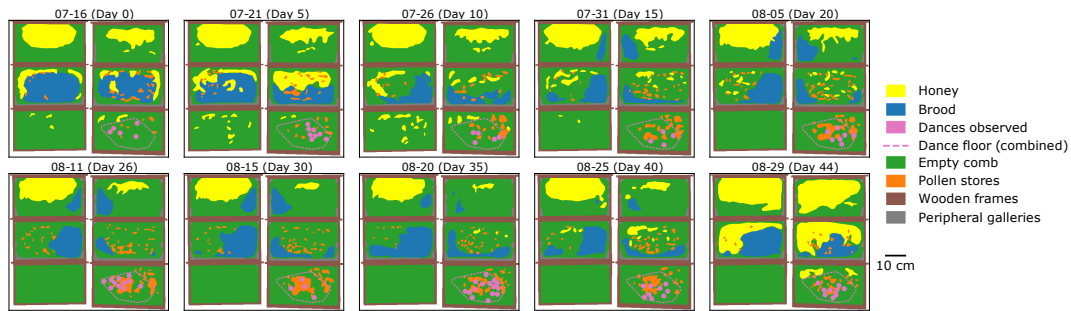 07-16 (Day 0)
07-21 (Day 5)
07-26 (Day 10)
07-31 (Day 15)
08-05 (Day 20)
08-11 (Day 26)
08-15 (Day 30)
08-20 (Day 35)
08-25 (Day 40)
08-29 (Day 44)
Honey
Brood
Dances observed
Dance floor (combined)
Empty comb
Pollen stores
Wooden frames
Peripheral galleries
10 cm